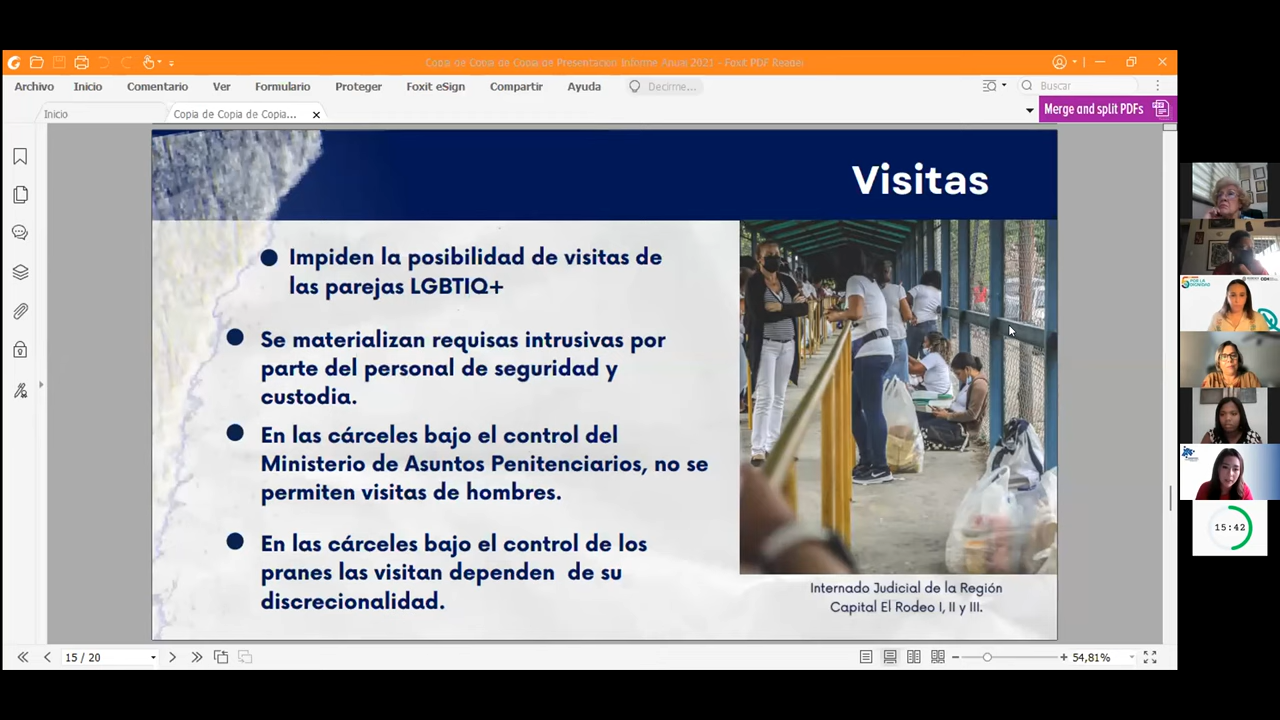 Copia de Copia de Copia de Presentación Informe Anual 2021 - Foxit PDF Reader
Archivo Inicio Comentario Ver Formulario Proteger Foxit eSign Compartir Ayuda Decirme... Buscar
Inicio Copia de Copia de Copia... Merge and split PDFs
Visitas
Impiden la posibilidad de visitas de
las parejas LGBTIQ+
Se materializan requisas intrusivas por
parte del personal de seguridad y
custodia.
En las cárceles bajo el control del
Ministerio de Asuntos Penitenciarios, no se
permiten visitas de hombres.
En las cárceles bajo el control de los
pranes las visitan dependen de su
discrecionalidad.
Internado Judicial de la Región
Capital El Rodeo I, II y III.
15:42
15 / 20
54,81%